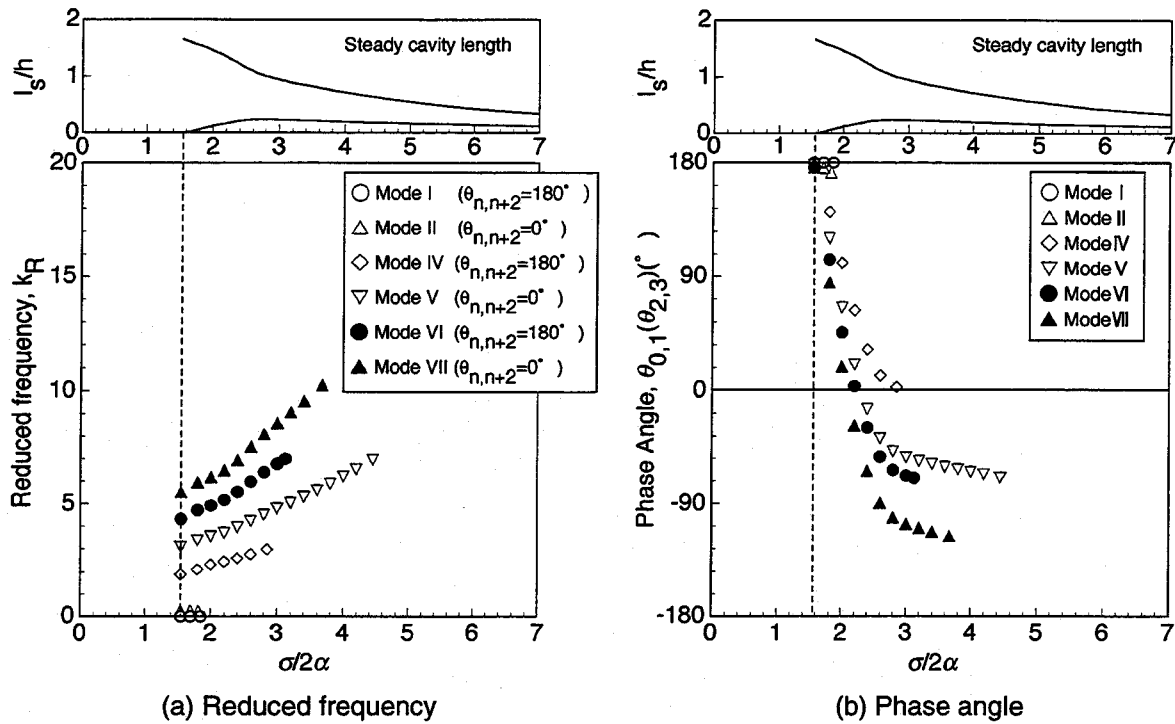 2
1
0
l_s/h
Steady cavity length
0 1 2 3 4 5 6 7
20
15
10
5
0
Reduced frequency, k_R
Mode I (θ_n,n+2=180°)
Mode II (θ_n,n+2=0°)
Mode IV (θ_n,n+2=180°)
Mode V (θ_n,n+2=0°)
Mode VI (θ_n,n+2=180°)
Mode VII (θ_n,n+2=0°)
0 1 2 3 4 5 6 7
σ/2α
(a) Reduced frequency
2
1
0
l_s/h
Steady cavity length
0 1 2 3 4 5 6 7
180
90
0
-90
-180
Phase Angle, θ_0,1(θ_2,3)(°)
Mode I
Mode II
Mode IV
Mode V
Mode VI
Mode VII
0 1 2 3 4 5 6 7
σ/2α
(b) Phase angle